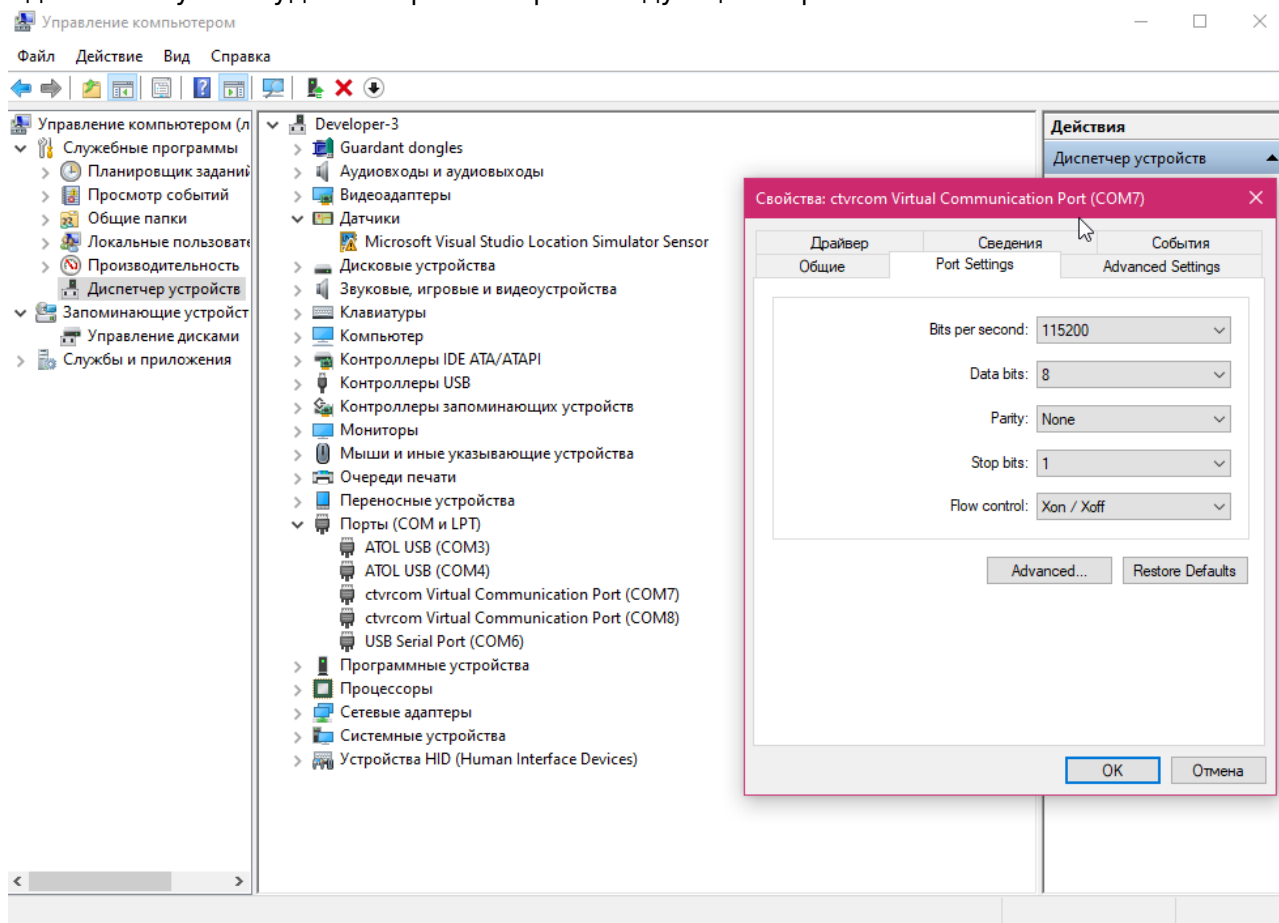 Управление компьютером
Файл Действие Вид Справка
Управление компьютером (л
Служебные программы
Планировщик заданий
Просмотр событий
Общие папки
Локальные пользовате
Производительность
Диспетчер устройств
Запоминающие устройст
Управление дисками
Службы и приложения
Developer-3
Guardant dongles
Аудиовходы и аудиовыходы
Видеоадаптеры
Датчики
Microsoft Visual Studio Location Simulator Sensor
Дисковые устройства
Звуковые, игровые и видеоустройства
Клавиатуры
Компьютер
Контроллеры IDE ATA/ATAPI
Контроллеры USB
Контроллеры запоминающих устройств
Мониторы
Мыши и иные указывающие устройства
Очереди печати
Переносные устройства
Порты (COM и LPT)
ATOL USB (COM3)
ATOL USB (COM4)
ctvrcom Virtual Communication Port (COM7)
ctvrcom Virtual Communication Port (COM8)
USB Serial Port (COM6)
Программные устройства
Процессоры
Сетевые адаптеры
Системные устройства
Устройства HID (Human Interface Devices)
Действия
Диспетчер устройств
Свойства: ctvrcom Virtual Communication Port (COM7)
Драйвер Сведения События
Общие Port Settings Advanced Settings
Bits per second: 115200
Data bits: 8
Parity: None
Stop bits: 1
Flow control: Xon / Xoff
Advanced... Restore Defaults
OK Отмена